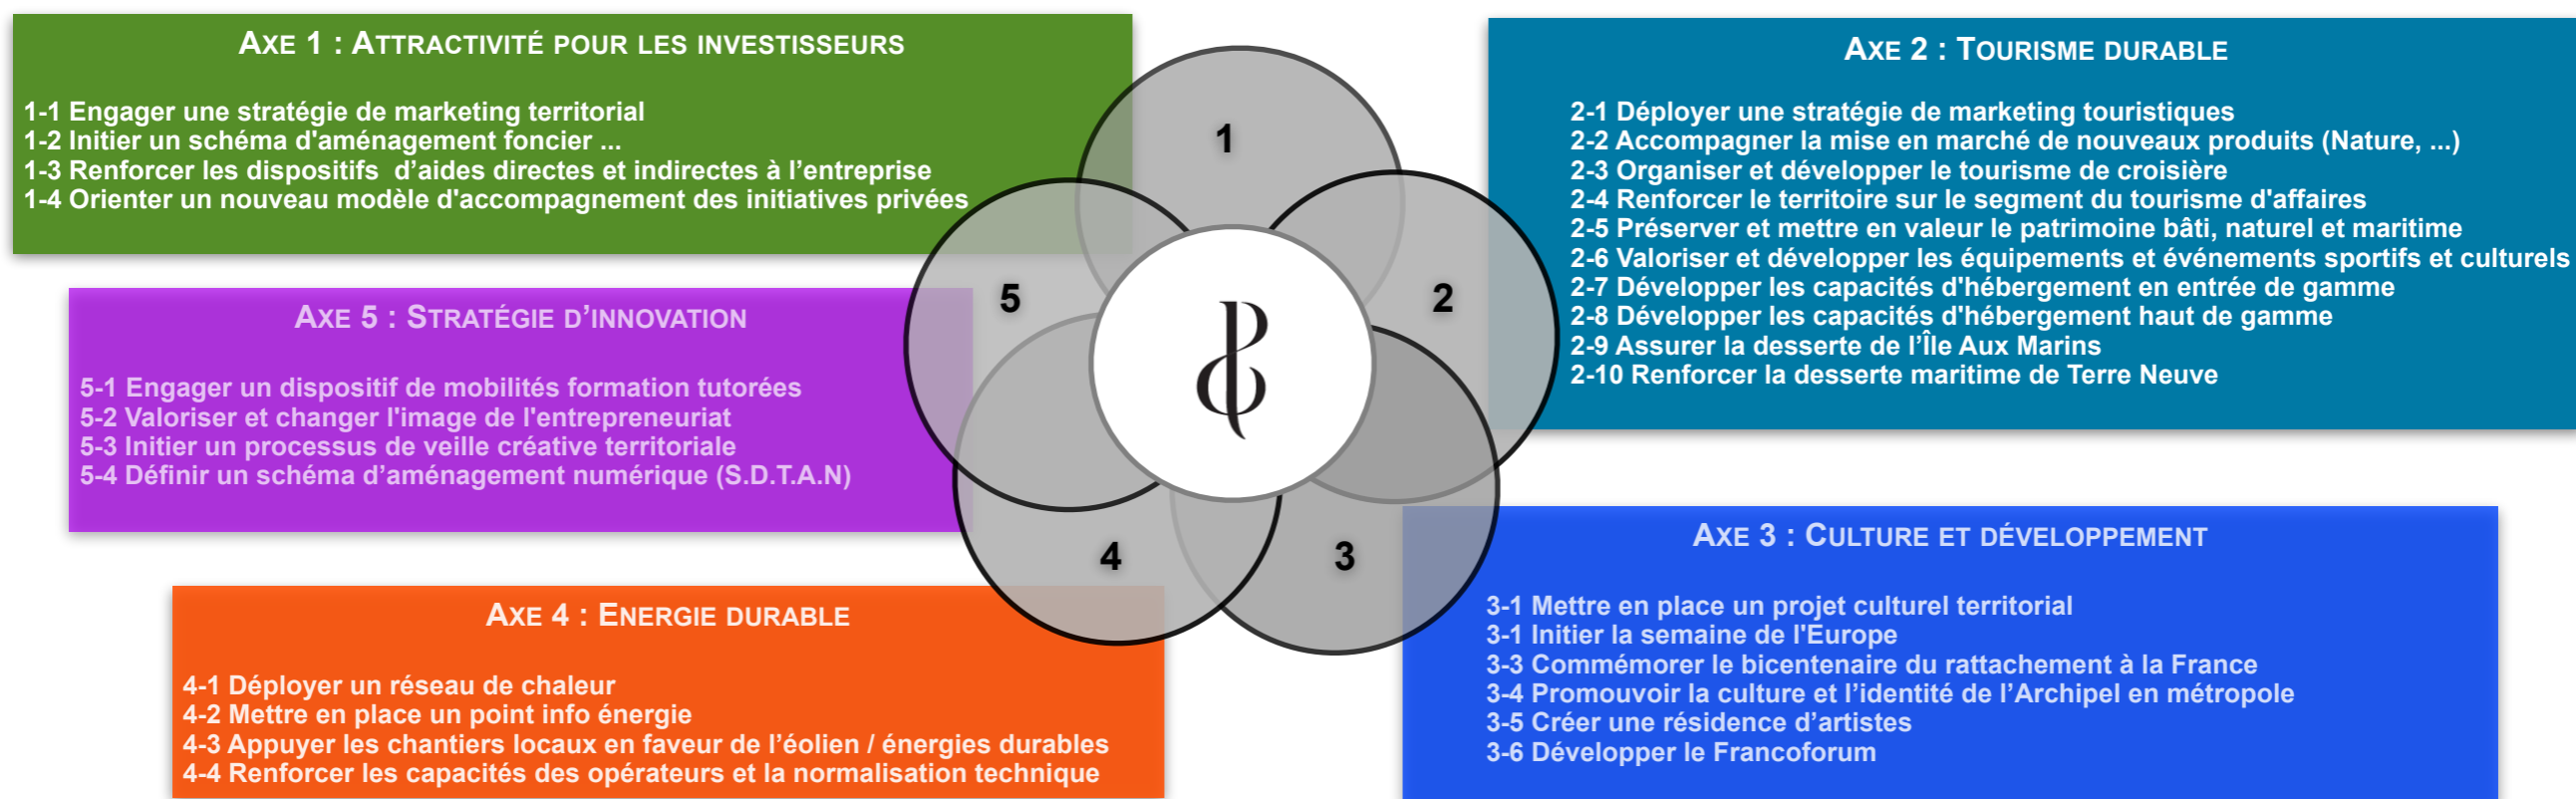 AXE 1 : ATTRACTIVITÉ POUR LES INVESTISSEURS
1-1 Engager une stratégie de marketing territorial
1-2 Initier un schéma d'aménagement foncier ...
1-3 Renforcer les dispositifs d’aides directes et indirectes à l’entreprise
1-4 Orienter un nouveau modèle d'accompagnement des initiatives privées
AXE 2 : TOURISME DURABLE
2-1 Déployer une stratégie de marketing touristiques
2-2 Accompagner la mise en marché de nouveaux produits (Nature, ...)
2-3 Organiser et développer le tourisme de croisière
2-4 Renforcer le territoire sur le segment du tourisme d'affaires
2-5 Préserver et mettre en valeur le patrimoine bâti, naturel et maritime
2-6 Valoriser et développer les équipements et événements sportifs et culturels
2-7 Développer les capacités d'hébergement en entrée de gamme
2-8 Développer les capacités d'hébergement haut de gamme
2-9 Assurer la desserte de l’Île Aux Marins
2-10 Renforcer la desserte maritime de Terre Neuve
1
2
3
4
5
AXE 5 : STRATÉGIE D’INNOVATION
5-1 Engager un dispositif de mobilités formation tutorées
5-2 Valoriser et changer l'image de l'entrepreneuriat
5-3 Initier un processus de veille créative territoriale
5-4 Définir un schéma d’aménagement numérique (S.D.T.A.N)
AXE 3 : CULTURE ET DÉVELOPPEMENT
3-1 Mettre en place un projet culturel territorial
3-1 Initier la semaine de l'Europe
3-3 Commémorer le bicentenaire du rattachement à la France
3-4 Promouvoir la culture et l’identité de l’Archipel en métropole
3-5 Créer une résidence d’artistes
3-6 Développer le Francoforum
AXE 4 : ENERGIE DURABLE
4-1 Déployer un réseau de chaleur
4-2 Mettre en place un point info énergie
4-3 Appuyer les chantiers locaux en faveur de l’éolien / énergies durables
4-4 Renforcer les capacités des opérateurs et la normalisation technique